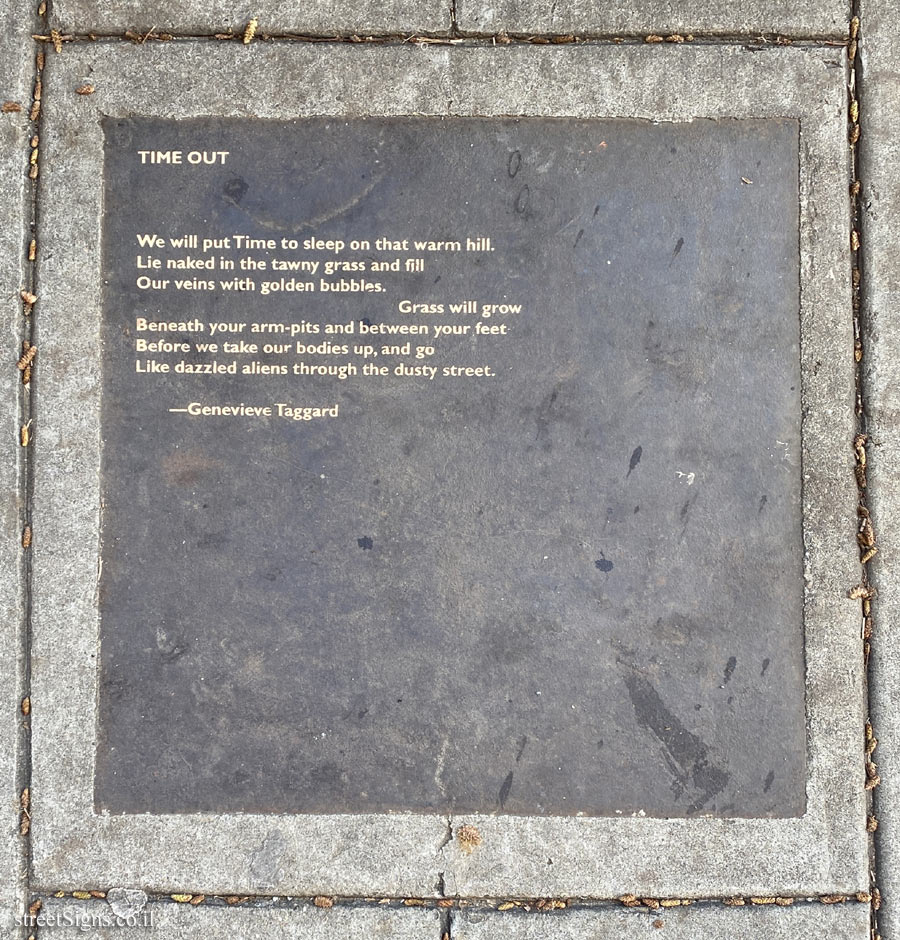 TIME OUT
We will put Time to sleep on that warm hill.
Lie naked in the tawny grass and fill
Our veins with golden bubbles.
Grass will grow
Beneath your arm-pits and between your feet
Before we take our bodies up, and go
Like dazzled aliens through the dusty street.
—Genevieve Taggard
streetSigns.co.il